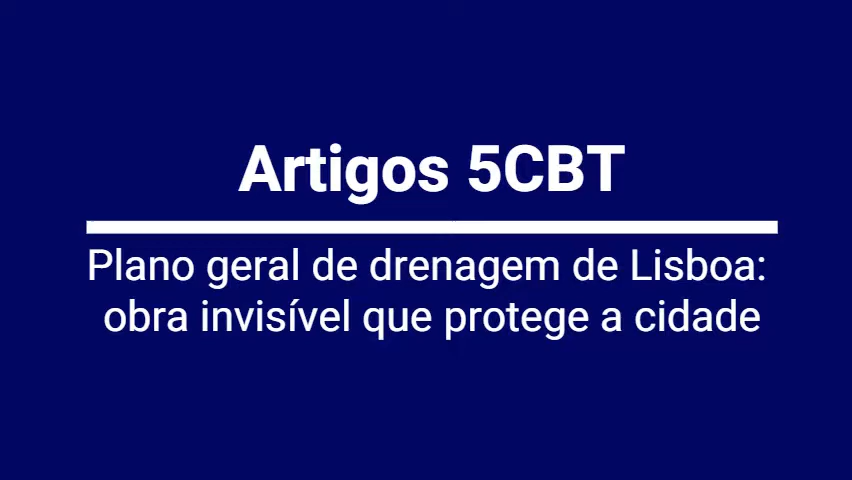 Artigos 5CBT
Plano geral de drenagem de Lisboa:
obra invisível que protege a cidade